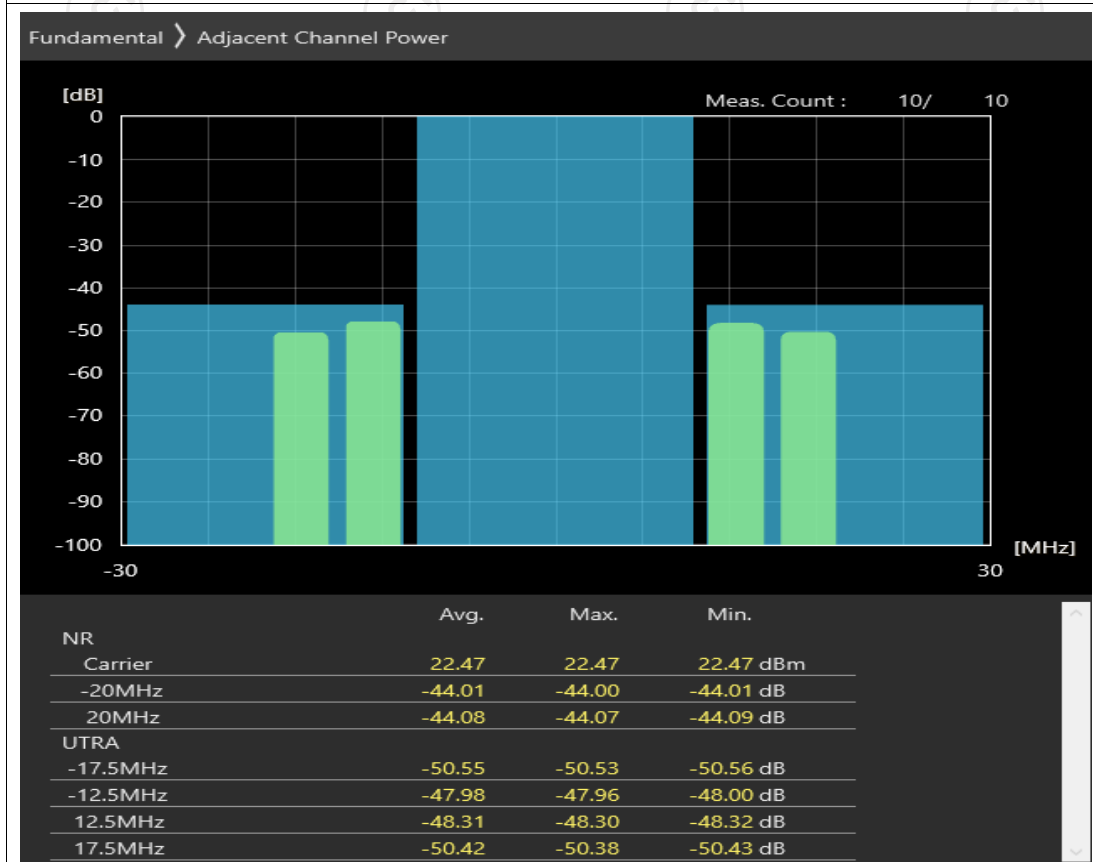 Fundamental ❯ Adjacent Channel Power
[dB]
Meas. Count : 10/ 10
0
-10
-20
-30
-40
-50
-60
-70
-80
-90
-100
[MHz]
-30 30
Avg. Max. Min.
NR
Carrier 22.47 22.47 22.47 dBm
-20MHz -44.01 -44.00 -44.01 dB
20MHz -44.08 -44.07 -44.09 dB
UTRA
-17.5MHz -50.55 -50.53 -50.56 dB
-12.5MHz -47.98 -47.96 -48.00 dB
12.5MHz -48.31 -48.30 -48.32 dB
17.5MHz -50.42 -50.38 -50.43 dB